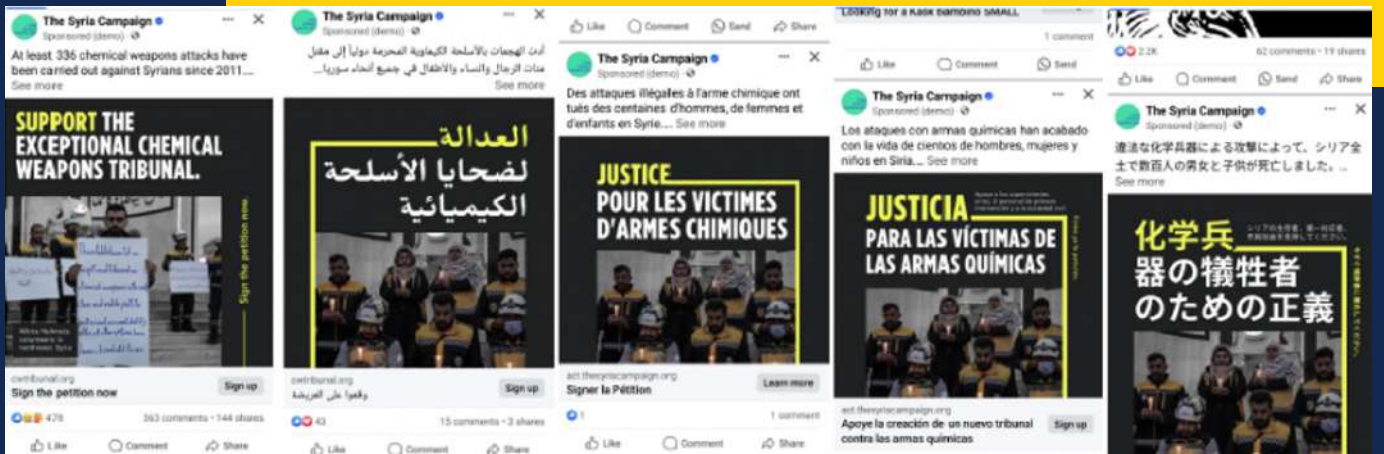 The Syria Campaign
Sponsored (demo)
At least 336 chemical weapons attacks have
been carried out against Syrians since 2011....
See more
SUPPORT THE
EXCEPTIONAL CHEMICAL
WEAPONS TRIBUNAL.
Sign the petition now
White Helmets
volunteers in
northwest Syria
cwtribunal.org
Sign the petition now
Sign up
478
363 comments • 144 shares
Like
Comment
Share
The Syria Campaign
Sponsored (demo)
أدت الهجمات بالأسلحة الكيماوية المحرمة دولياً إلى مقتل
مئات الرجال والنساء والأطفال في جميع أنحاء سوريا...
See more
العدالة
لضحايا الأسلحة
الكيميائية
cwtribunal.org
وقعوا على العريضة
Sign up
43
15 comments • 3 shares
Like
Comment
Share
Like
Comment
Send
Share
The Syria Campaign
Sponsored (demo)
Des attaques illégales à l'arme chimique ont
tués des centaines d'hommes, de femmes et
d'enfants en Syrie.... See more
JUSTICE
POUR LES VICTIMES
D'ARMES CHIMIQUES
act.thesyriacampaign.org
Signer la Pétition
Learn more
1
1 comment
Like
Comment
Share
Looking for a Kask Bambino SMALL
1 comment
Like
Comment
Send
The Syria Campaign
Sponsored (demo)
Los ataques con armas químicas han acabado
con la vida de cientos de hombres, mujeres y
niños en Siria.... See more
JUSTICIA
PARA LAS VÍCTIMAS DE
LAS ARMAS QUÍMICAS
act.thesyriacampaign.org
Apoye la creación de un nuevo tribunal
contra las armas químicas
Sign up
2.2K
62 comments • 19 shares
Like
Comment
Send
Share
The Syria Campaign
Sponsored (demo)
違法な化学兵器による攻撃によって、シリア全
土で数百人の男女と子供が死亡しました。...
See more
化学兵
器の犠牲者
のための正義